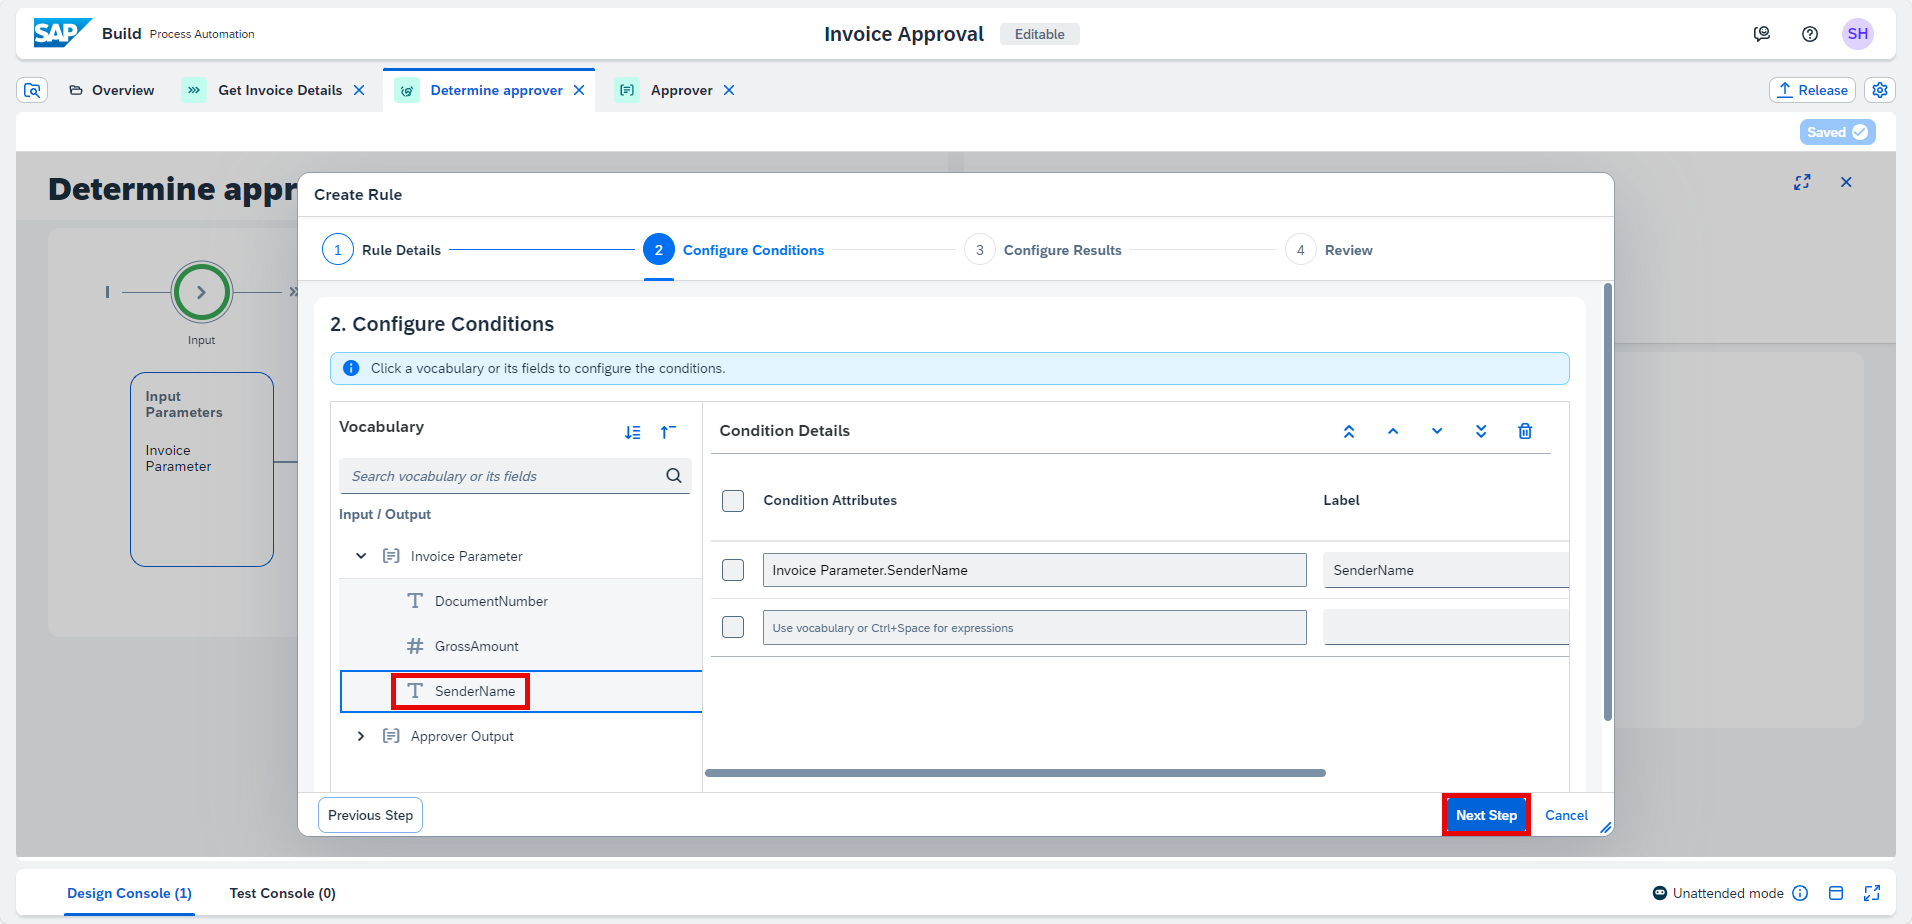 SAP Build Process Automation
Invoice Approval Editable
SH
Overview Get Invoice Details Determine approver Approver
Release
Saved
Determine appr
Create Rule
1 Rule Details 2 Configure Conditions 3 Configure Results 4 Review
2. Configure Conditions
Click a vocabulary or its fields to configure the conditions.
Input
Input
Parameters
Invoice
Parameter
Vocabulary
Search vocabulary or its fields
Input / Output
Invoice Parameter
DocumentNumber
GrossAmount
SenderName
Approver Output
Condition Details
Condition Attributes Label
Invoice Parameter.SenderName SenderName
Use vocabulary or Ctrl+Space for expressions
Previous Step Next Step Cancel
Design Console (1) Test Console (0) Unattended mode